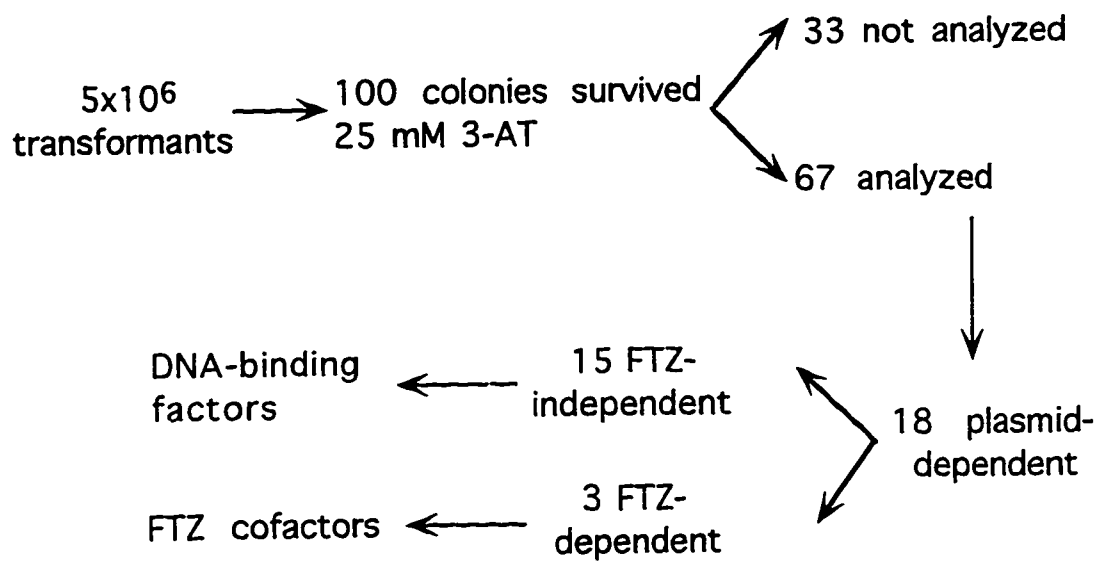 5x10⁶
transformants
100 colonies survived
25 mM 3-AT
33 not analyzed
67 analyzed
18 plasmid-
dependent
15 FTZ-
independent
DNA-binding
factors
3 FTZ-
dependent
FTZ cofactors